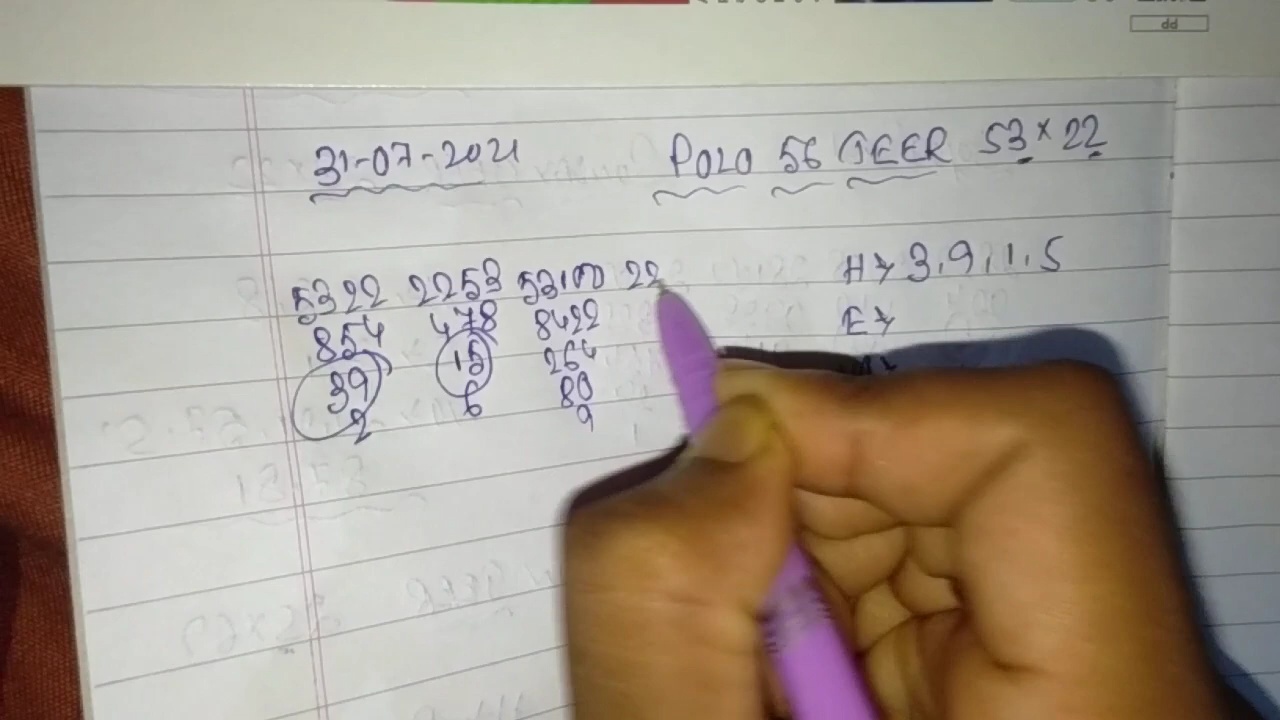 dd
31-07-2021 POLO 56 TEER 53 x 22
5322 2253 53100 22 H→ 3, 9, 1, 5
854 478 8422 E→
39 15 264
2 6 80
9